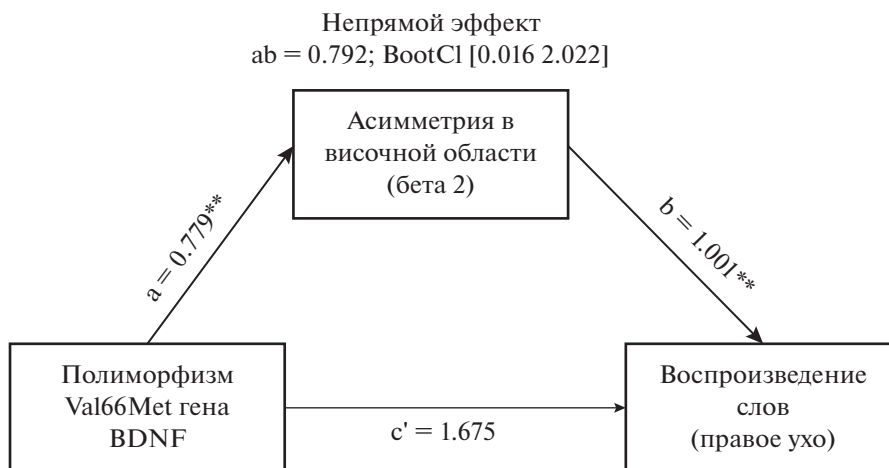 Непрямой эффект
ab = 0.792; BootCl [0.016 2.022]
Асимметрия в
височной области
(бета 2)
a = 0.779**
b = 1.001**
Полиморфизм
Val66Met гена
BDNF
c' = 1.675
Воспроизведение
слов
(правое ухо)